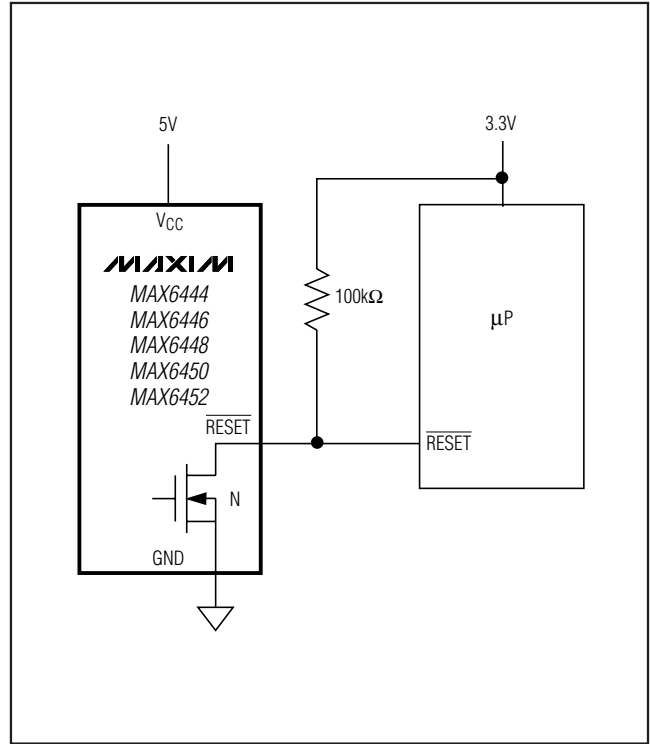 5V
3.3V
VCC
MAXIM
MAX6444
MAX6446
MAX6448
MAX6450
MAX6452
RESET
N
GND
100kΩ
μP
RESET